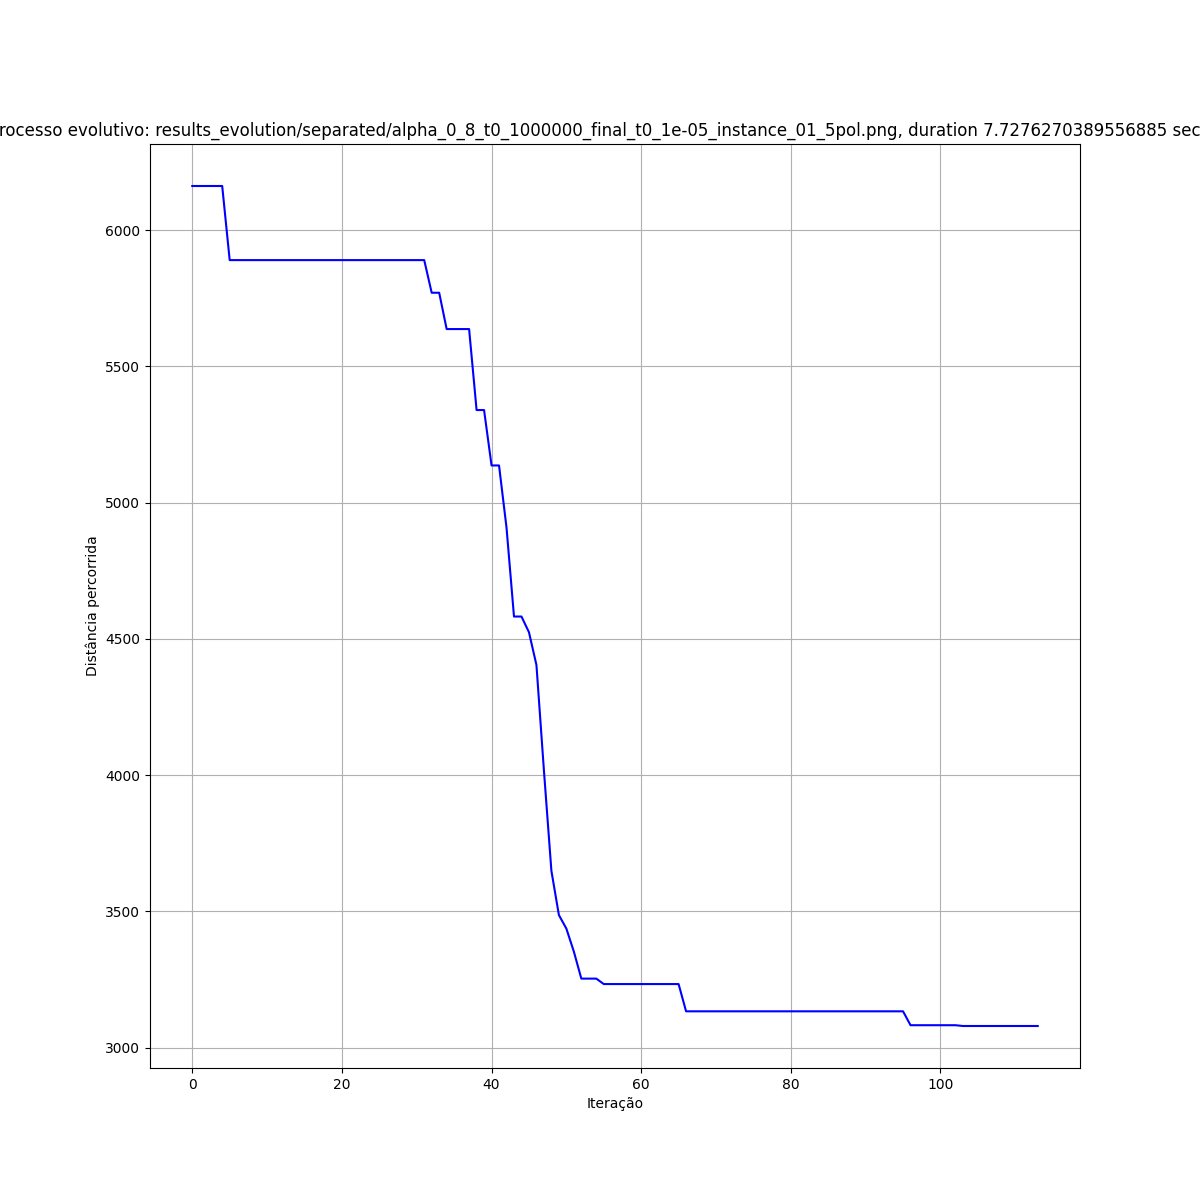 rocesso evolutivo: results_evolution/separated/alpha_0_8_t0_1000000_final_t0_1e-05_instance_01_5pol.png, duration 7.7276270389556885 sec
6000
5500
5000
4500
4000
3500
3000
Distância percorrida
0 20 40 60 80 100
Iteração